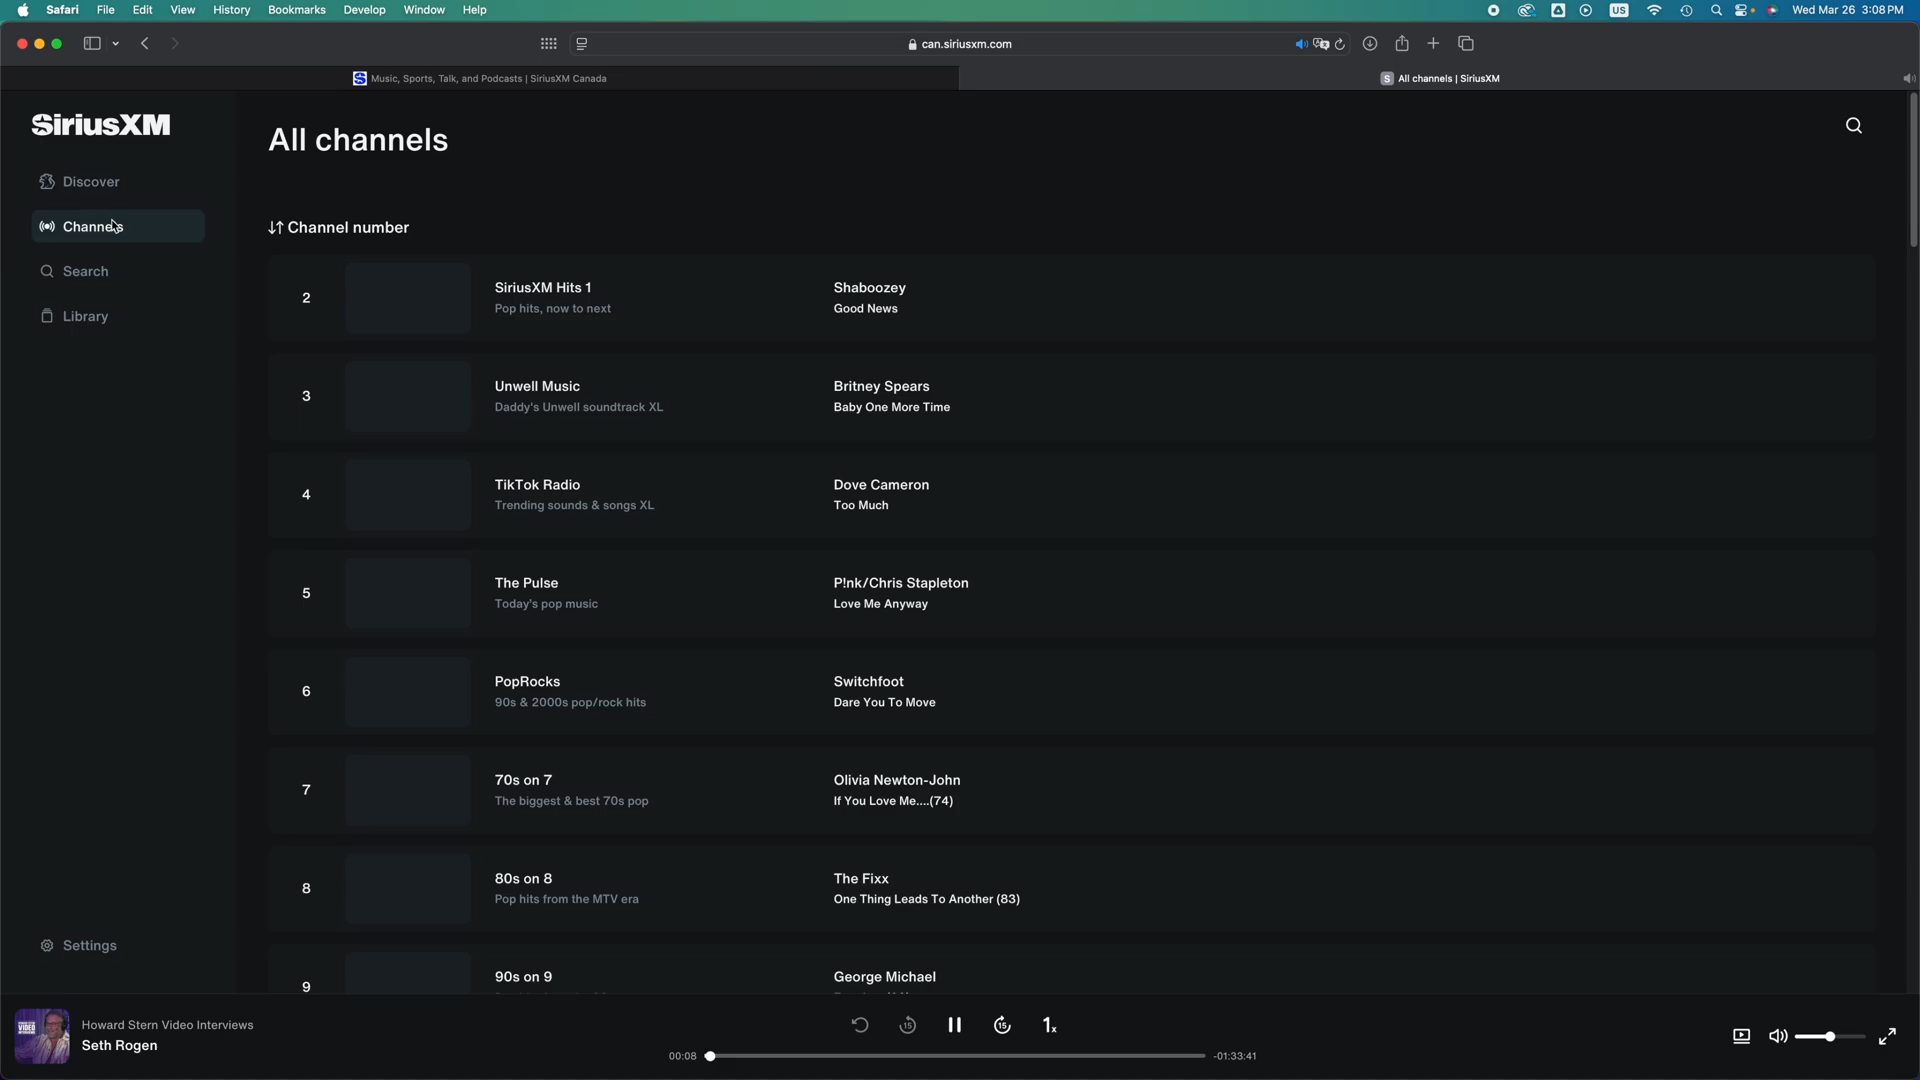 Safari File Edit View History Bookmarks Develop Window Help US Wed Mar 26 3:08 PM
can.siriusxm.com
Music, Sports, Talk, and Podcasts | SiriusXM Canada
S All channels | SiriusXM
SiriusXM
Discover
Channels
Search
Library
Settings
All channels
Channel number
2
SiriusXM Hits 1
Pop hits, now to next
Shaboozey
Good News
3
Unwell Music
Daddy's Unwell soundtrack XL
Britney Spears
Baby One More Time
4
TikTok Radio
Trending sounds & songs XL
Dove Cameron
Too Much
5
The Pulse
Today's pop music
P!nk/Chris Stapleton
Love Me Anyway
6
PopRocks
90s & 2000s pop/rock hits
Switchfoot
Dare You To Move
7
70s on 7
The biggest & best 70s pop
Olivia Newton-John
If You Love Me....(74)
8
80s on 8
Pop hits from the MTV era
The Fixx
One Thing Leads To Another (83)
9
90s on 9
George Michael
VIDEO
Howard Stern Video Interviews
Seth Rogen
15
15
1x
00:08
-01:33:41